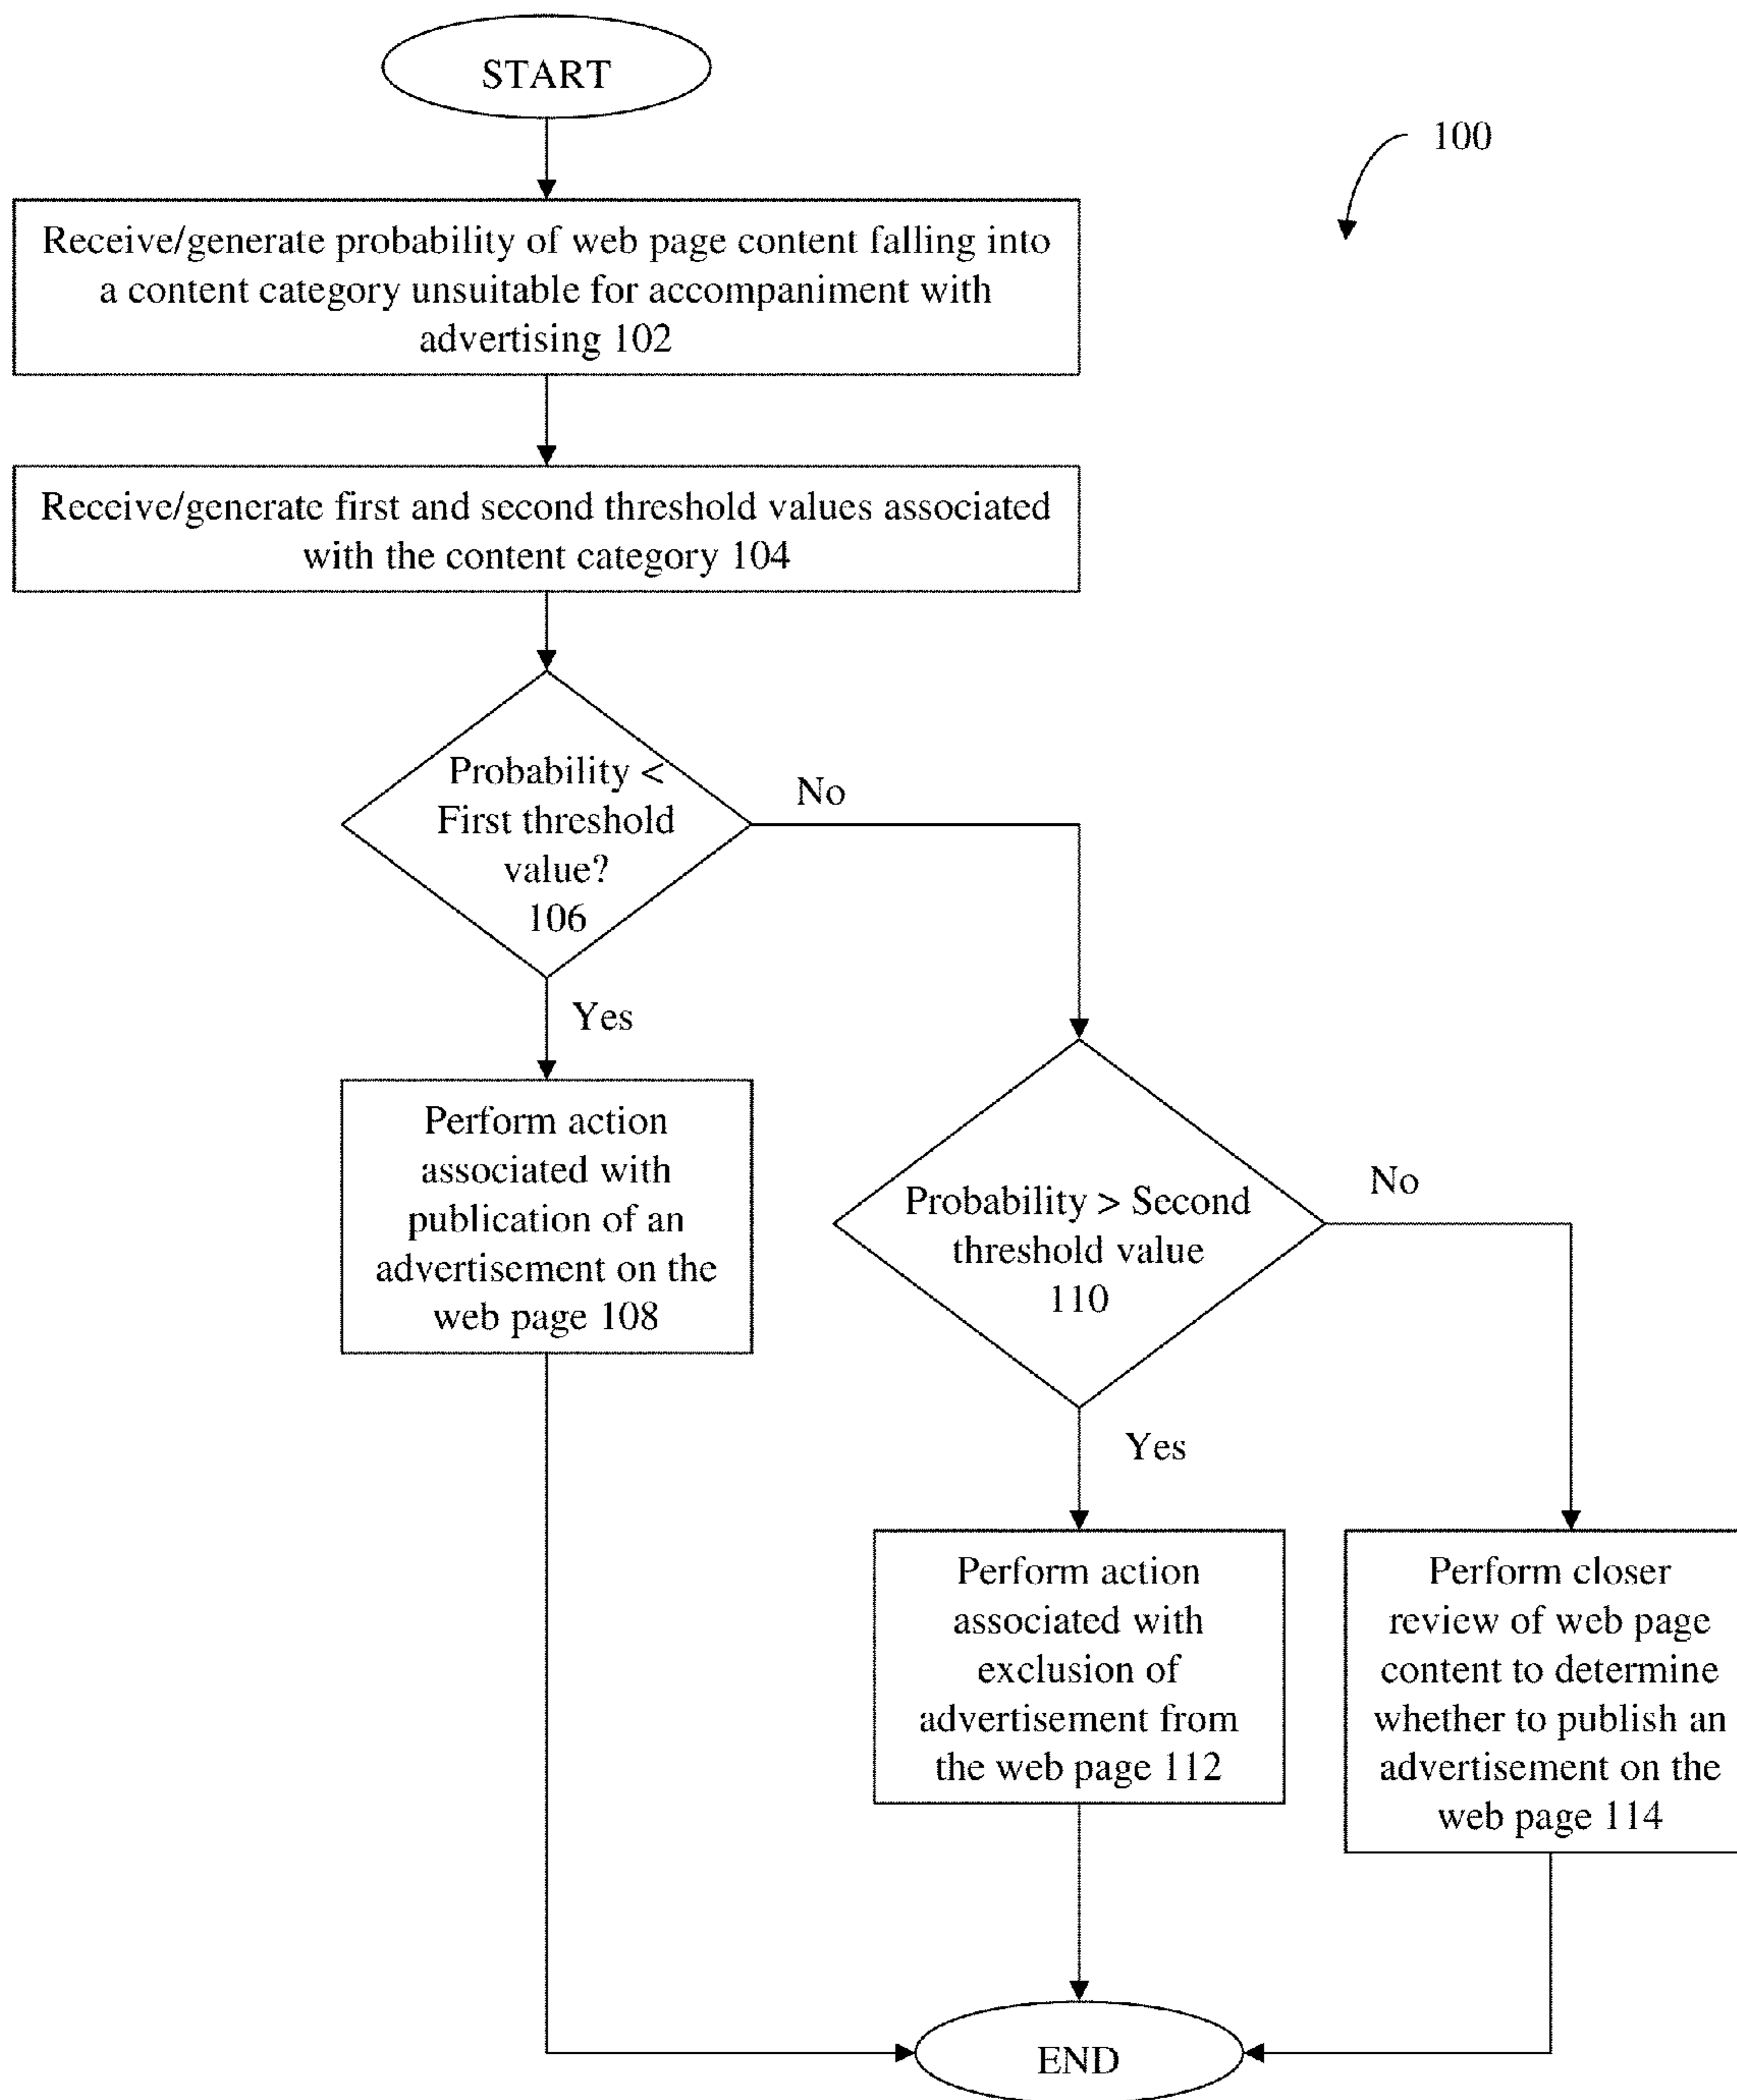 START
100
Receive/generate probability of web page content falling into
a content category unsuitable for accompaniment with
advertising 102
Receive/generate first and second threshold values associated
with the content category 104
Probability <
First threshold
value?
106
No
Yes
Perform action
associated with
publication of an
advertisement on the
web page 108
Probability > Second
threshold value
110
No
Yes
Perform action
associated with
exclusion of
advertisement from
the web page 112
Perform closer
review of web page
content to determine
whether to publish an
advertisement on the
web page 114
END